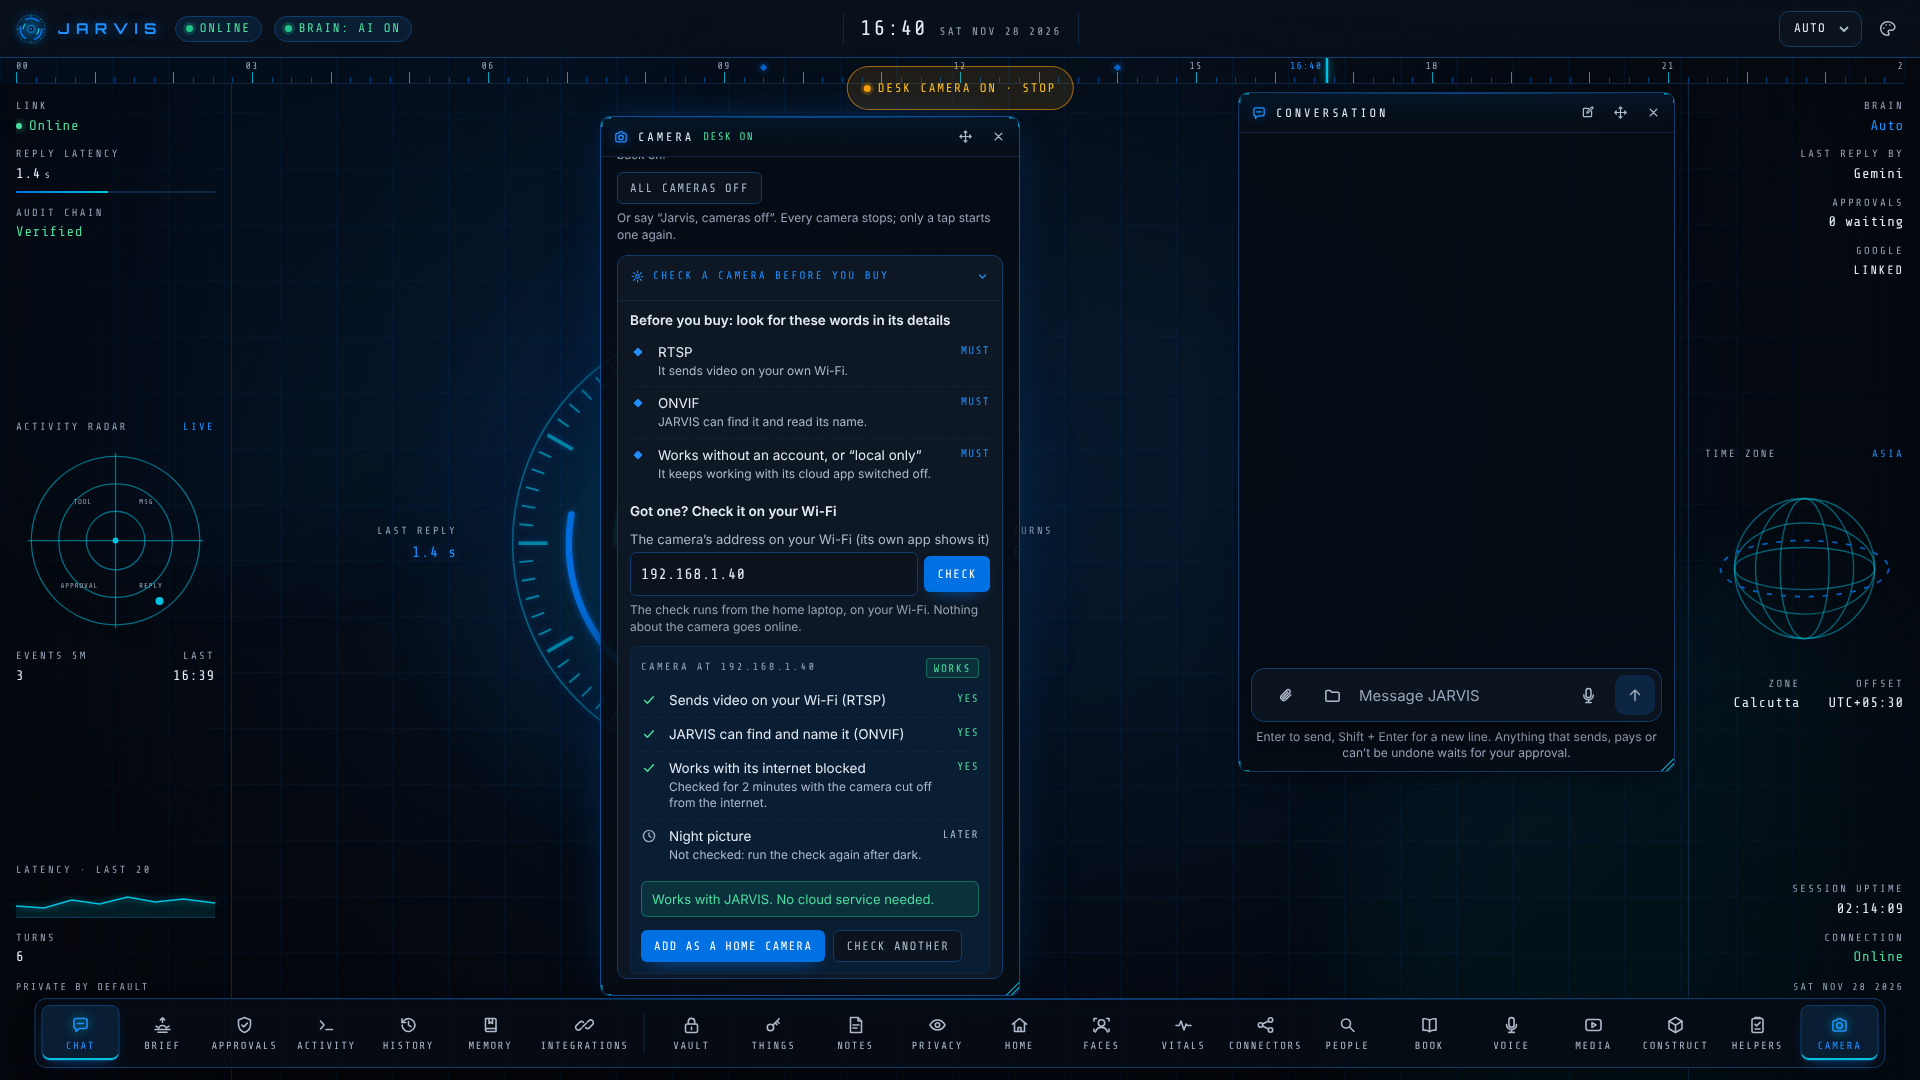 JARVIS
ONLINE
BRAIN: AI ON
16:40 SAT NOV 28 2026
AUTO
00 03 06 09 12 15 16:40 18 21 2
DESK CAMERA ON · STOP
LINK
Online
REPLY LATENCY
1.4 s
AUDIT CHAIN
Verified
ACTIVITY RADAR LIVE
TOOL MSG
APPROVAL REPLY
EVENTS 5M LAST
3 16:39
LATENCY · LAST 20
TURNS
6
PRIVATE BY DEFAULT
LAST REPLY
1.4 s
CAMERA DESK ON
back on.
ALL CAMERAS OFF
Or say “Jarvis, cameras off”. Every camera stops; only a tap starts
one again.
CHECK A CAMERA BEFORE YOU BUY
Before you buy: look for these words in its details
RTSP MUST
It sends video on your own Wi-Fi.
ONVIF MUST
JARVIS can find it and read its name.
Works without an account, or “local only” MUST
It keeps working with its cloud app switched off.
Got one? Check it on your Wi-Fi
The camera’s address on your Wi-Fi (its own app shows it)
192.168.1.40 CHECK
The check runs from the home laptop, on your Wi-Fi. Nothing
about the camera goes online.
CAMERA AT 192.168.1.40 WORKS
Sends video on your Wi-Fi (RTSP) YES
JARVIS can find and name it (ONVIF) YES
Works with its internet blocked YES
Checked for 2 minutes with the camera cut off
from the internet.
Night picture LATER
Not checked: run the check again after dark.
Works with JARVIS. No cloud service needed.
ADD AS A HOME CAMERA CHECK ANOTHER
URNS
CONVERSATION
Message JARVIS
Enter to send, Shift + Enter for a new line. Anything that sends, pays or
can’t be undone waits for your approval.
BRAIN
Auto
LAST REPLY BY
Gemini
APPROVALS
0 waiting
GOOGLE
LINKED
TIME ZONE ASIA
ZONE OFFSET
Calcutta UTC+05:30
SESSION UPTIME
02:14:09
CONNECTION
Online
SAT NOV 28 2026
CHAT BRIEF APPROVALS ACTIVITY HISTORY MEMORY INTEGRATIONS VAULT THINGS NOTES PRIVACY HOME FACES VITALS CONNECTORS PEOPLE BOOK VOICE MEDIA CONSTRUCT HELPERS CAMERA